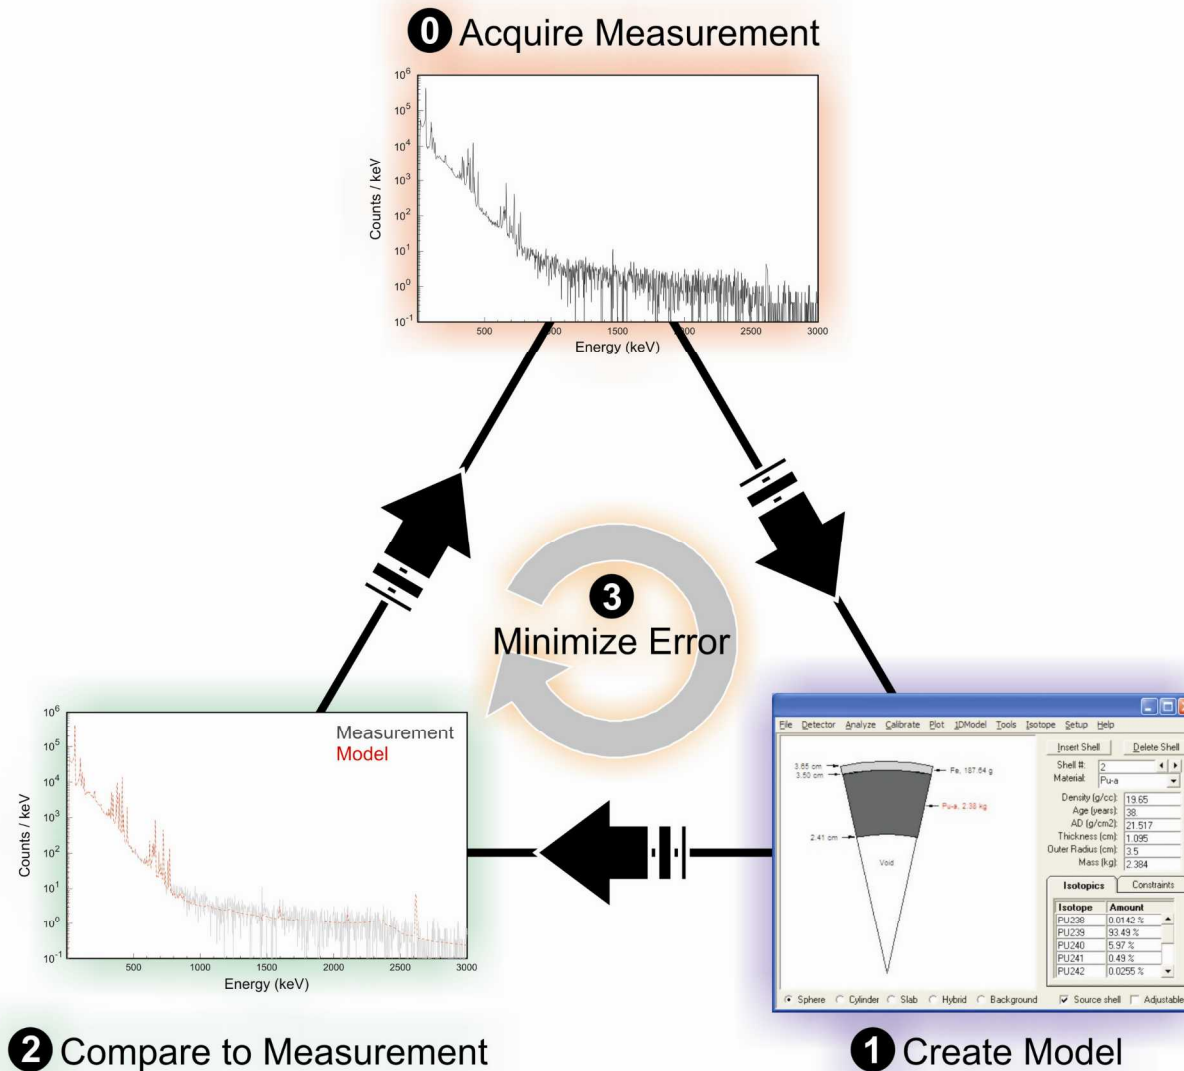 0 Acquire Measurement
10^6
10^5
10^4
10^3
10^2
10^1
10^0
10^-1
Counts / keV
500 1500 2500 3000
Energy (keV)
3
Minimize Error
10^6
10^5
10^4
10^3
10^2
10^1
10^0
10^-1
Counts / keV
Measurement
Model
500 1000 1500 2000 2500 3000
Energy (keV)
2 Compare to Measurement
File Detector Analyze Calibrate Plot 1DModel Tools Isotope Setup Help
3.65 cm
3.50 cm
2.41 cm
Fe, 187.64 g
Pu-a, 2.38 kg
Void
Insert Shell Delete Shell
Shell #: 2
Material: Pu-a
Density (g/cc): 19.65
Age (years): 38.
AD (g/cm2): 21.517
Thickness (cm): 1.095
Outer Radius (cm): 3.5
Mass (kg): 2.384
Isotopics Constraints
Isotope Amount
PU238 0.0142 %
PU239 93.49 %
PU240 5.97 %
PU241 0.49 %
PU242 0.0255 %
Sphere Cylinder Slab Hybrid Background Source shell Adjustable
1 Create Model